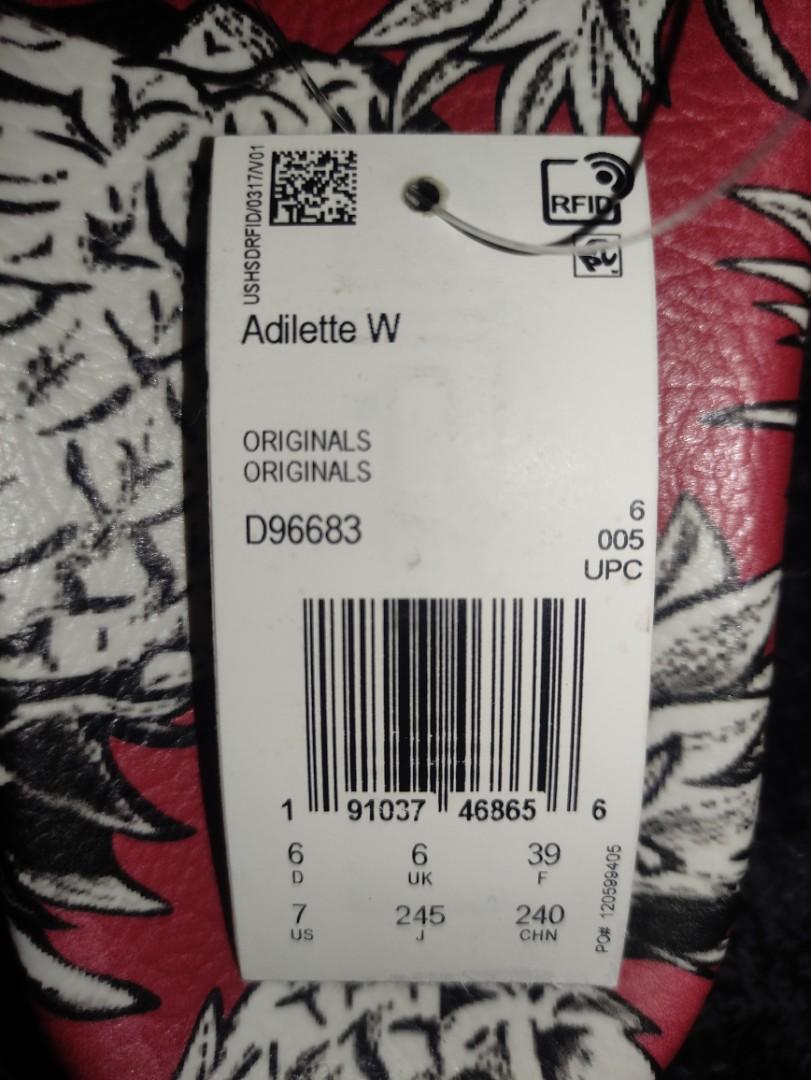 USHSDRFID/0317/V01
RFID
Adilette W
ORIGINALS
ORIGINALS
D96683
6
005
UPC
1 91037 46865 6
6 6 39
D UK F
7 245 240
US J CHN
PO# 120599405